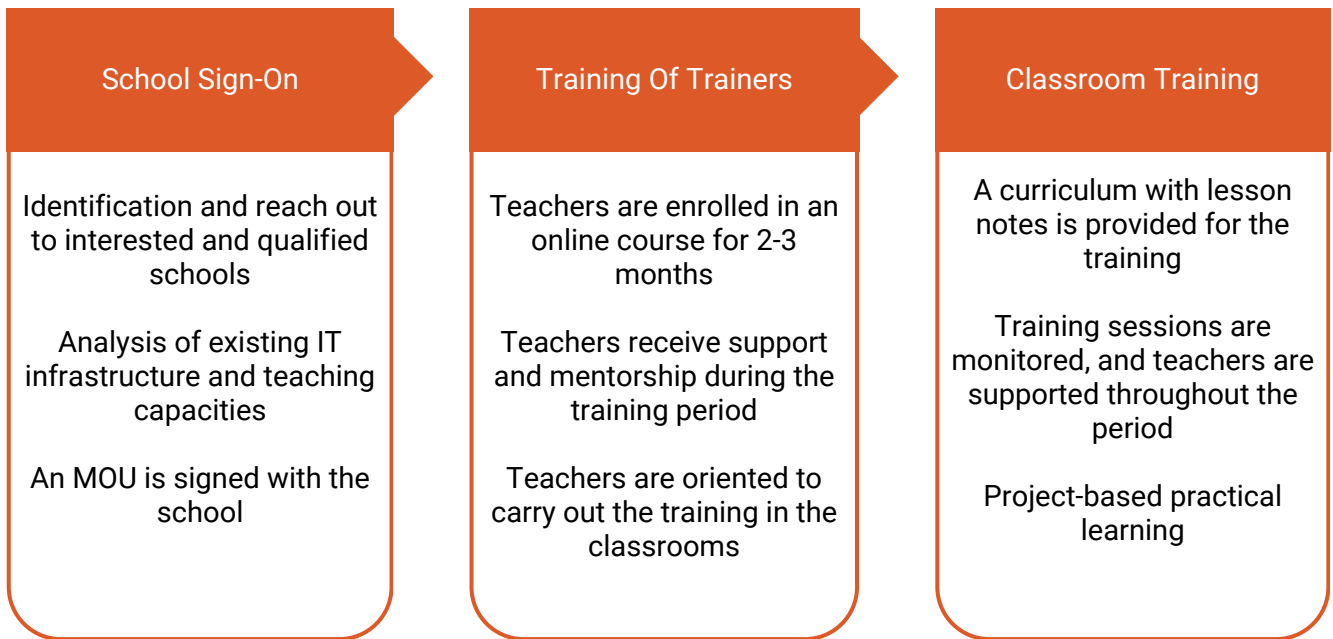 School Sign-On
Identification and reach out
to interested and qualified
schools
Analysis of existing IT
infrastructure and teaching
capacities
An MOU is signed with the
school
Training Of Trainers
Teachers are enrolled in an
online course for 2-3
months
Teachers receive support
and mentorship during the
training period
Teachers are oriented to
carry out the training in the
classrooms
Classroom Training
A curriculum with lesson
notes is provided for the
training
Training sessions are
monitored, and teachers are
supported throughout the
period
Project-based practical
learning